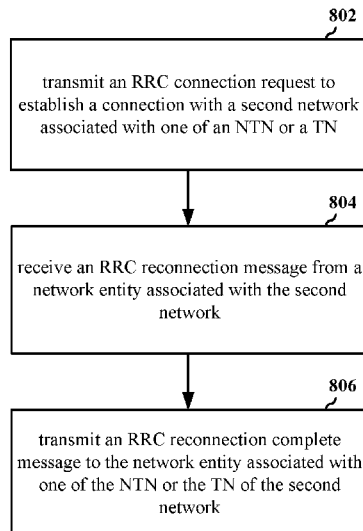 802
transmit an RRC connection request to
establish a connection with a second network
associated with one of an NTN or a TN
804
receive an RRC reconnection message from a
network entity associated with the second
network
806
transmit an RRC reconnection complete
message to the network entity associated with
one of the NTN or the TN of the second
network